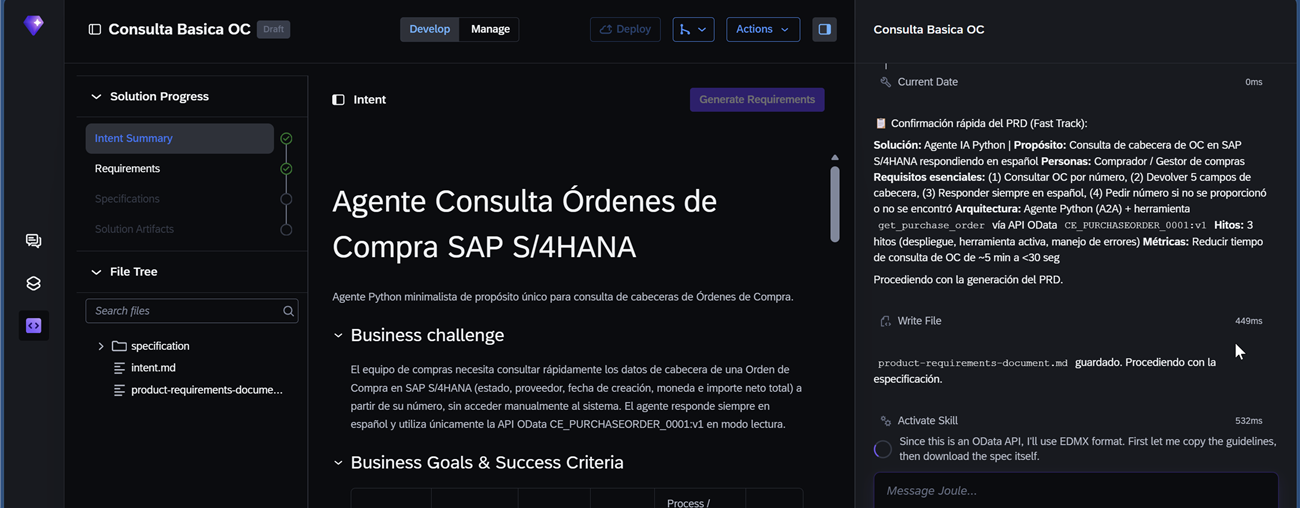 Consulta Basica OC
Draft
Develop
Manage
Deploy
Actions
Consulta Basica OC
Solution Progress
Intent Summary
Requirements
Specifications
Solution Artifacts
File Tree
Search files
specification
intent.md
product-requirements-docume...
Intent
Generate Requirements
Agente Consulta Órdenes de
Compra SAP S/4HANA
Agente Python minimalista de propósito único para consulta de cabeceras de Órdenes de Compra.
Business challenge
El equipo de compras necesita consultar rápidamente los datos de cabecera de una Orden de
Compra en SAP S/4HANA (estado, proveedor, fecha de creación, moneda e importe neto total) a
partir de su número, sin acceder manualmente al sistema. El agente responde siempre en
español y utiliza únicamente la API OData CE_PURCHASEORDER_0001:v1 en modo lectura.
Business Goals & Success Criteria
Process /
Current Date
0ms
Confirmación rápida del PRD (Fast Track):
Solución: Agente IA Python | Propósito: Consulta de cabecera de OC en SAP
S/4HANA respondiendo en español Personas: Comprador / Gestor de compras
Requisitos esenciales: (1) Consultar OC por número, (2) Devolver 5 campos de
cabecera, (3) Responder siempre en español, (4) Pedir número si no se proporcionó
o no se encontró Arquitectura: Agente Python (A2A) + herramienta
get_purchase_order vía API OData CE_PURCHASEORDER_0001:v1 Hitos: 3
hitos (despliegue, herramienta activa, manejo de errores) Métricas: Reducir tiempo
de consulta de OC de ~5 min a <30 seg
Procediendo con la generación del PRD.
Write File
449ms
product-requirements-document.md guardado. Procediendo con la
especificación.
Activate Skill
532ms
Since this is an OData API, I'll use EDMX format. First let me copy the guidelines,
then download the spec itself.
Message Joule...